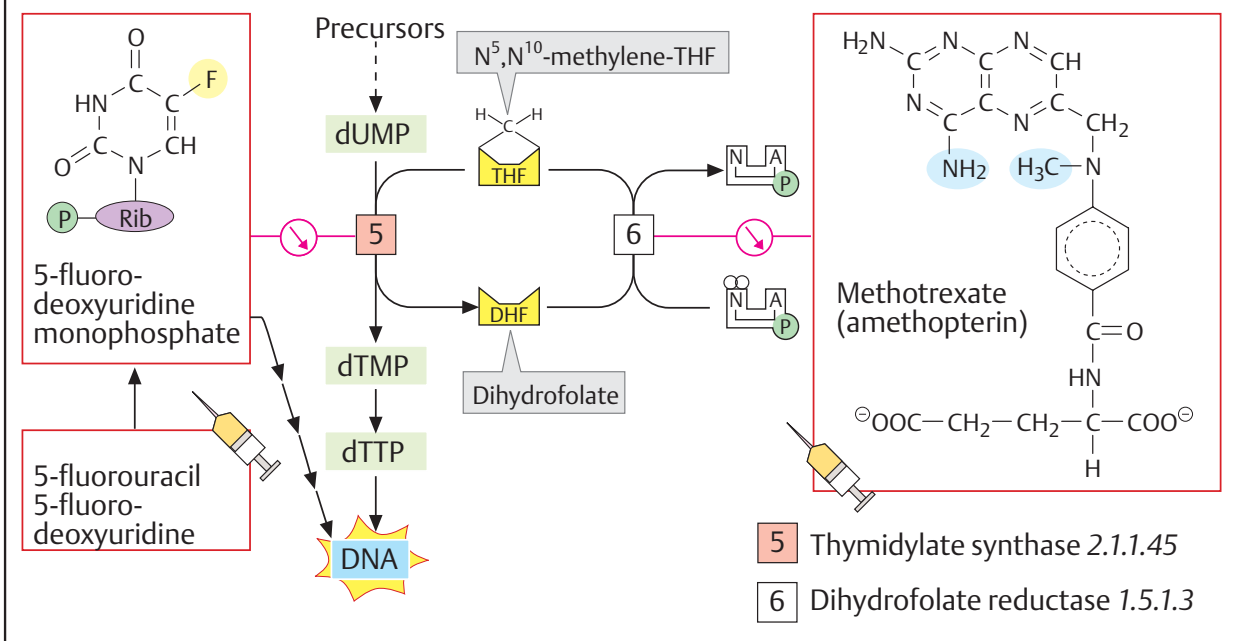 Precursors
N⁵,N¹⁰-methylene-THF
dUMP
H H
C
THF
N A
P
5
6
DHF
N A
P
Dihydrofolate
dTMP
dTTP
DNA
O
C
F
HN
C
C
CH
O
N
P
Rib
5-fluoro-
deoxyuridine
monophosphate
5-fluorouracil
5-fluoro-
deoxyuridine
H₂N
C
N
C
N
CH
N
C
C
N
C
CH₂
NH2
H₃C
N
Methotrexate
(amethopterin)
C=O
HN
⊖OOC—CH₂—CH₂—C—COO⊖
H
5 Thymidylate synthase 2.1.1.45
6 Dihydrofolate reductase 1.5.1.3